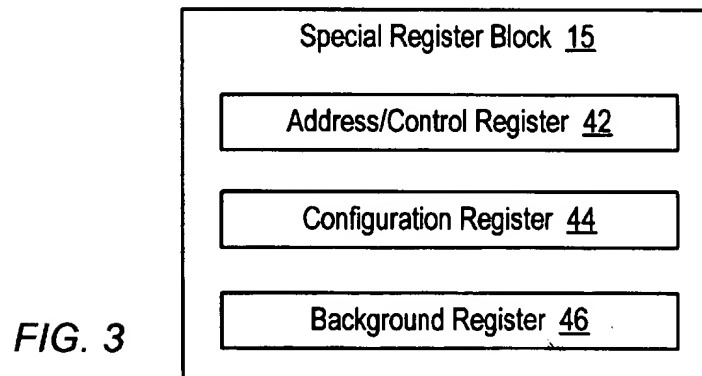 Special Register Block 15
Address/Control Register 42
Configuration Register 44
Background Register 46
FIG. 3